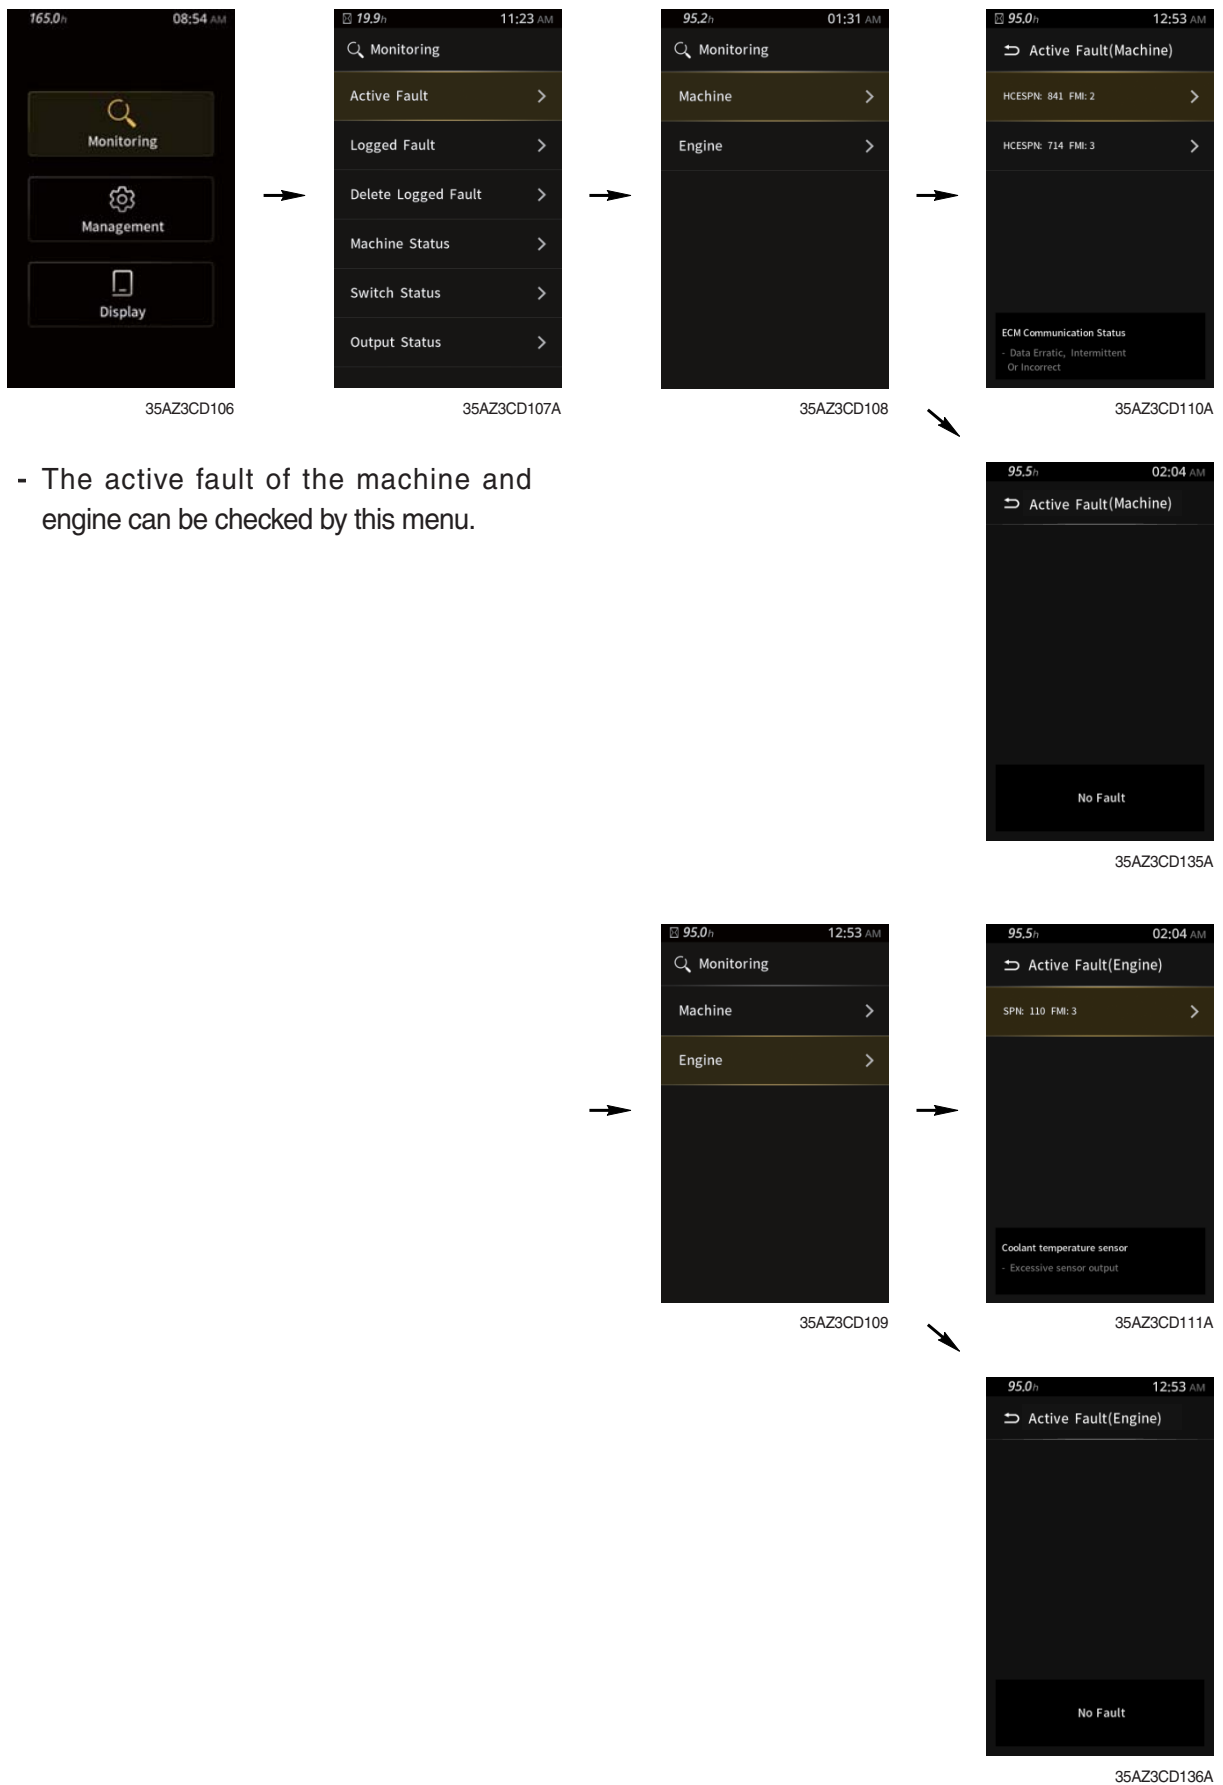 165.0h 08:54 AM
Monitoring
Management
Display
35AZ3CD106
19.9h 11:23 AM
Monitoring
Active Fault
Logged Fault
Delete Logged Fault
Machine Status
Switch Status
Output Status
35AZ3CD107A
95.2h 01:31 AM
Monitoring
Machine
Engine
35AZ3CD108
95.0h 12:53 AM
Active Fault(Machine)
HCESPN: 841 FMI: 2
HCESPN: 714 FMI: 3
ECM Communication Status
- Data Erratic, Intermittent
Or Incorrect
35AZ3CD110A
- The active fault of the machine and
engine can be checked by this menu.
95.5h 02:04 AM
Active Fault(Machine)
No Fault
35AZ3CD135A
95.0h 12:53 AM
Monitoring
Machine
Engine
35AZ3CD109
95.5h 02:04 AM
Active Fault(Engine)
SPN: 110 FMI: 3
Coolant temperature sensor
- Excessive sensor output
35AZ3CD111A
95.0h 12:53 AM
Active Fault(Engine)
No Fault
35AZ3CD136A